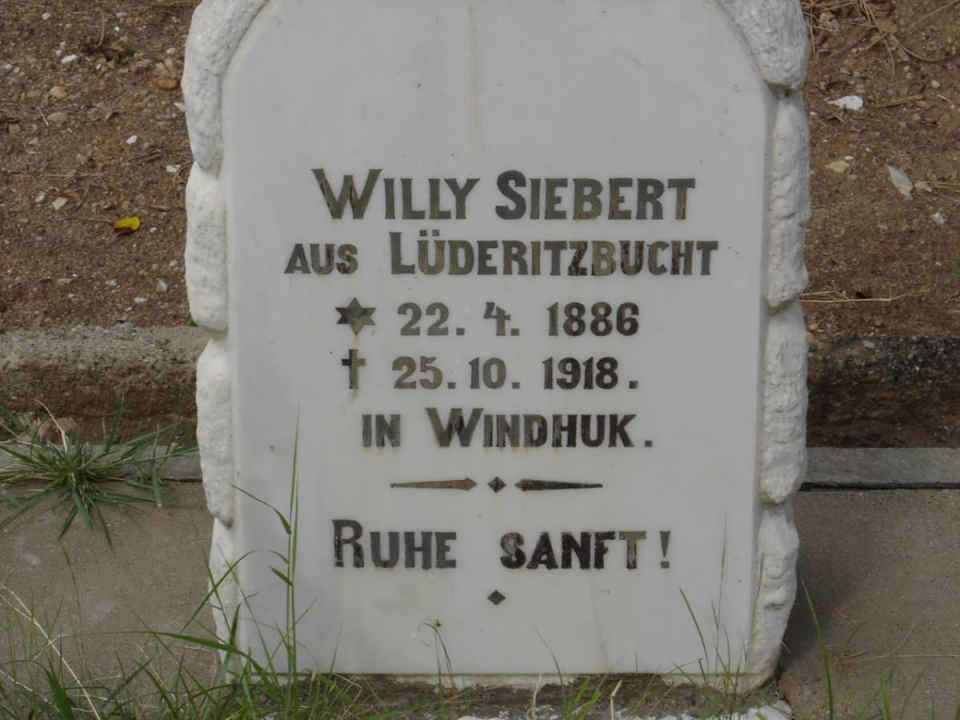 WILLY SIEBERT
AUS LÜDERITZBUCHT
✶ 22. 4. 1886
† 25. 10. 1918.
IN WINDHUK.
RUHE SANFT!